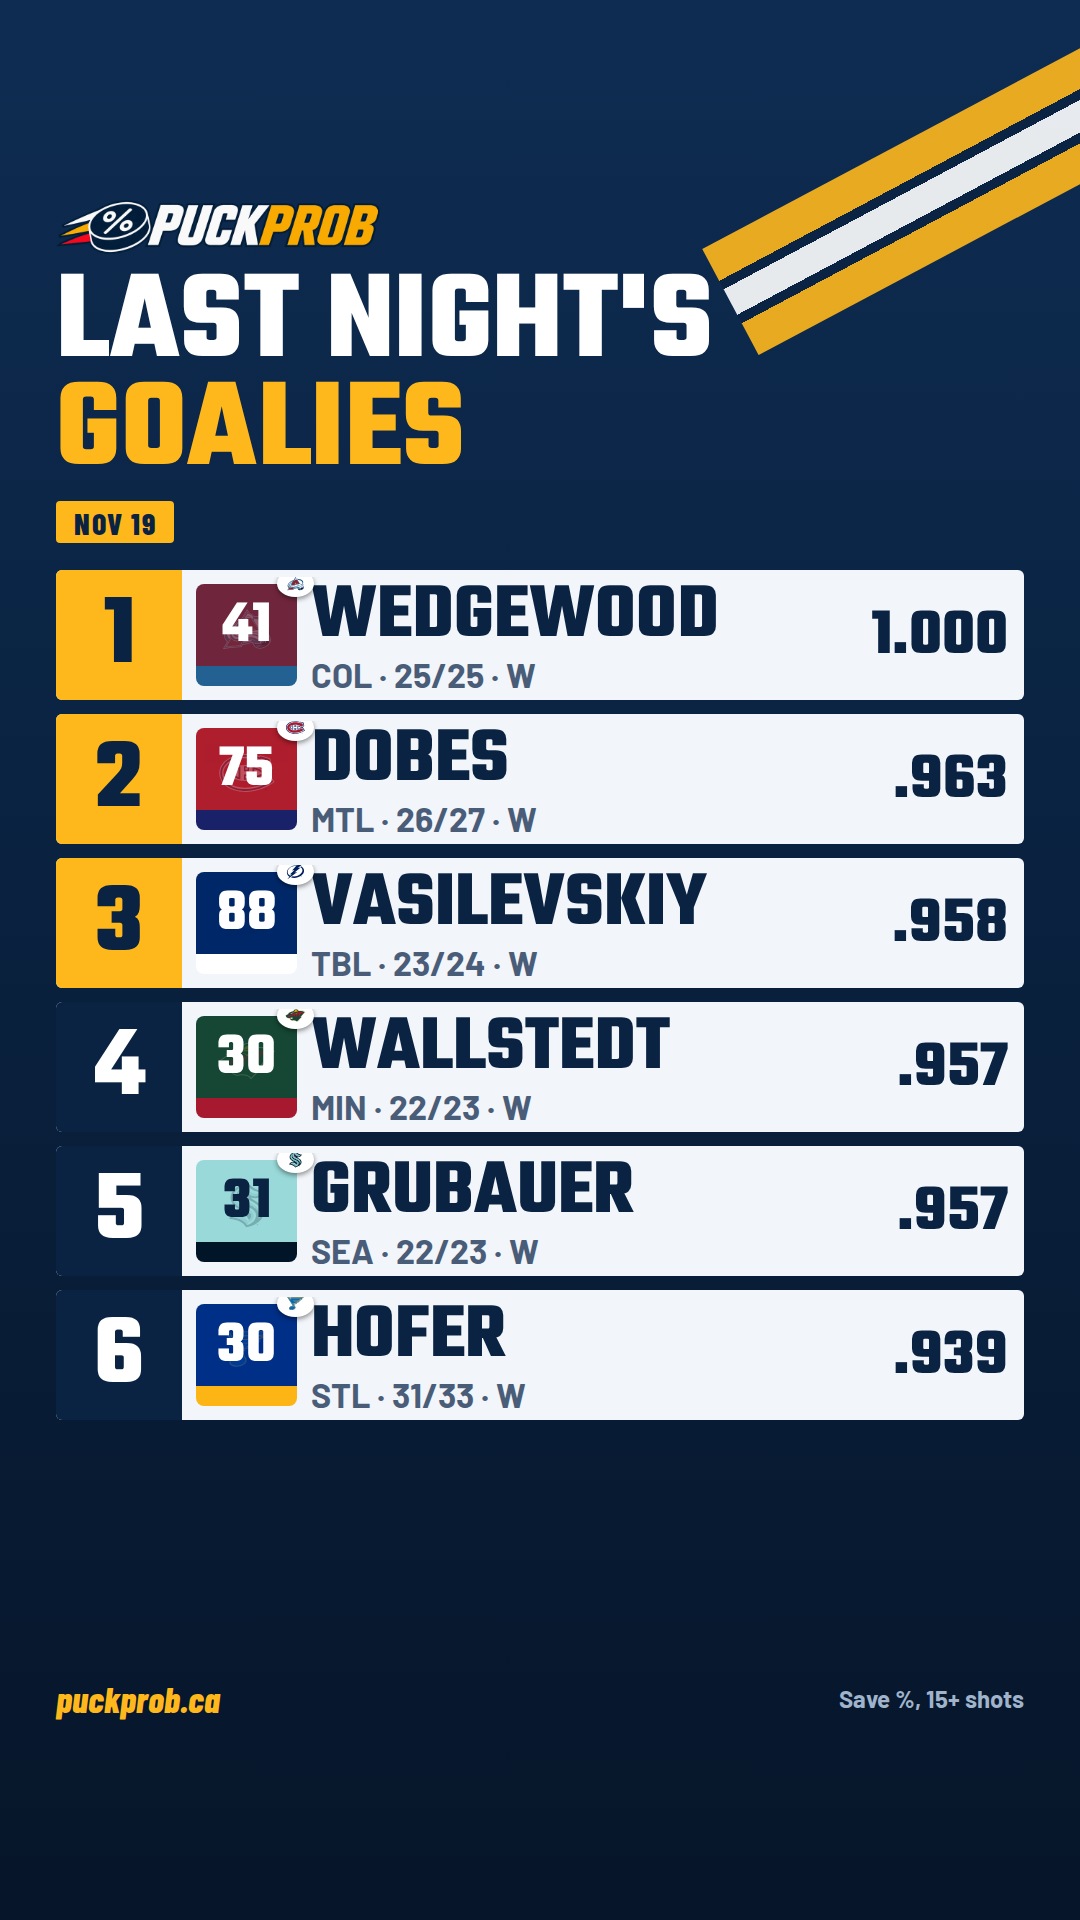 % PUCKPROB
LAST NIGHT'S
GOALIES
NOV 19
1
41
WEDGEWOOD
COL · 25/25 · W
1.000
2
75
DOBES
MTL · 26/27 · W
.963
3
88
VASILEVSKIY
TBL · 23/24 · W
.958
4
30
WALLSTEDT
MIN · 22/23 · W
.957
5
31
GRUBAUER
SEA · 22/23 · W
.957
6
30
HOFER
STL · 31/33 · W
.939
puckprob.ca
Save %, 15+ shots